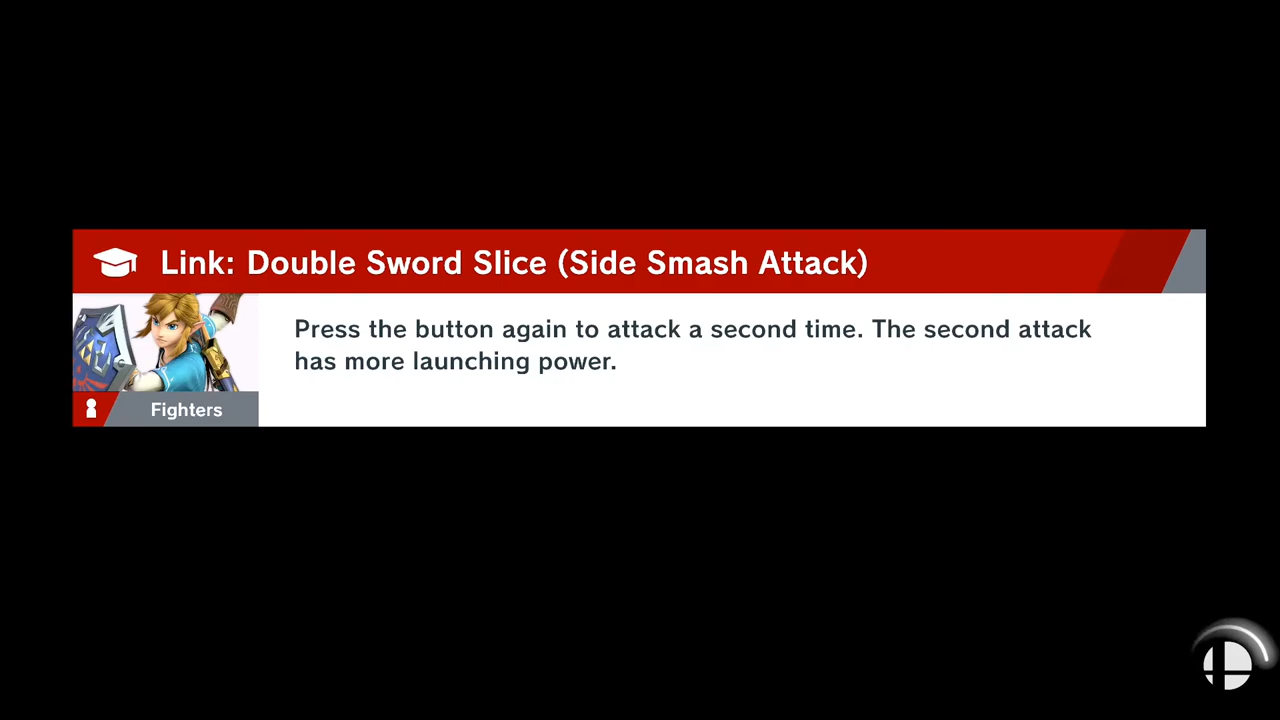 Link: Double Sword Slice (Side Smash Attack)
Press the button again to attack a second time. The second attack
has more launching power.
Fighters